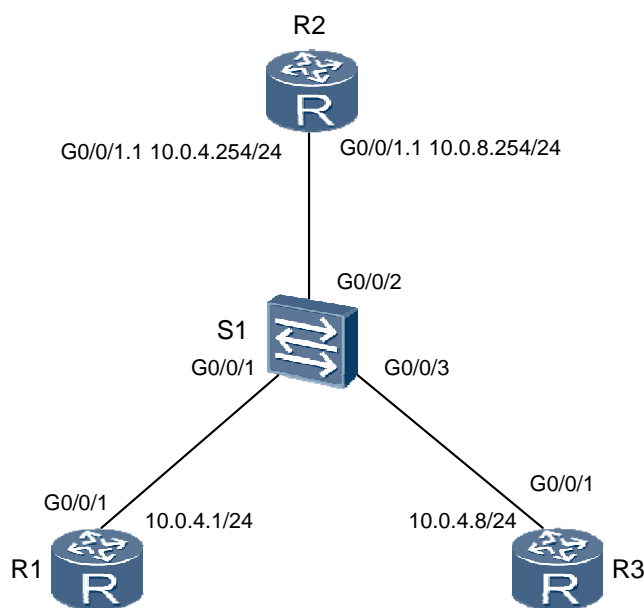 R2
R
G0/0/1.1 10.0.4.254/24
G0/0/1.1 10.0.8.254/24
G0/0/2
S1
G0/0/1
G0/0/3
G0/0/1
10.0.4.1/24
10.0.4.8/24
G0/0/1
R1
R
R
R3